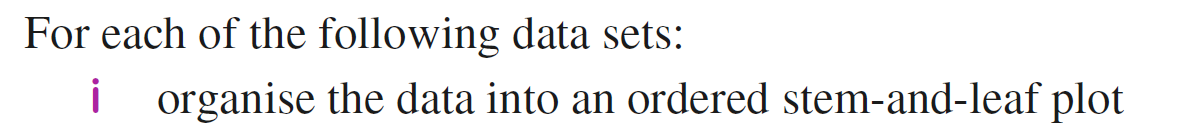 For each of the following data sets:
i organise the data into an ordered stem-and-leaf plot